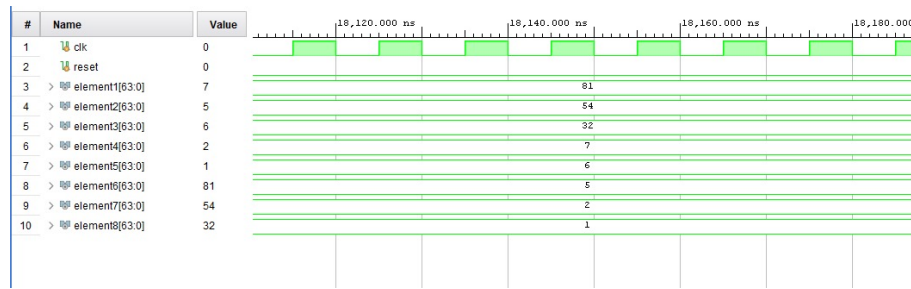 # Name Value 18,120.000 ns 18,140.000 ns 18,160.000 ns 18,180.000
1 clk 0
2 reset 0
3 > element1[63:0] 7 81
4 > element2[63:0] 5 54
5 > element3[63:0] 6 32
6 > element4[63:0] 2 7
7 > element5[63:0] 1 6
8 > element6[63:0] 81 5
9 > element7[63:0] 54 2
10 > element8[63:0] 32 1